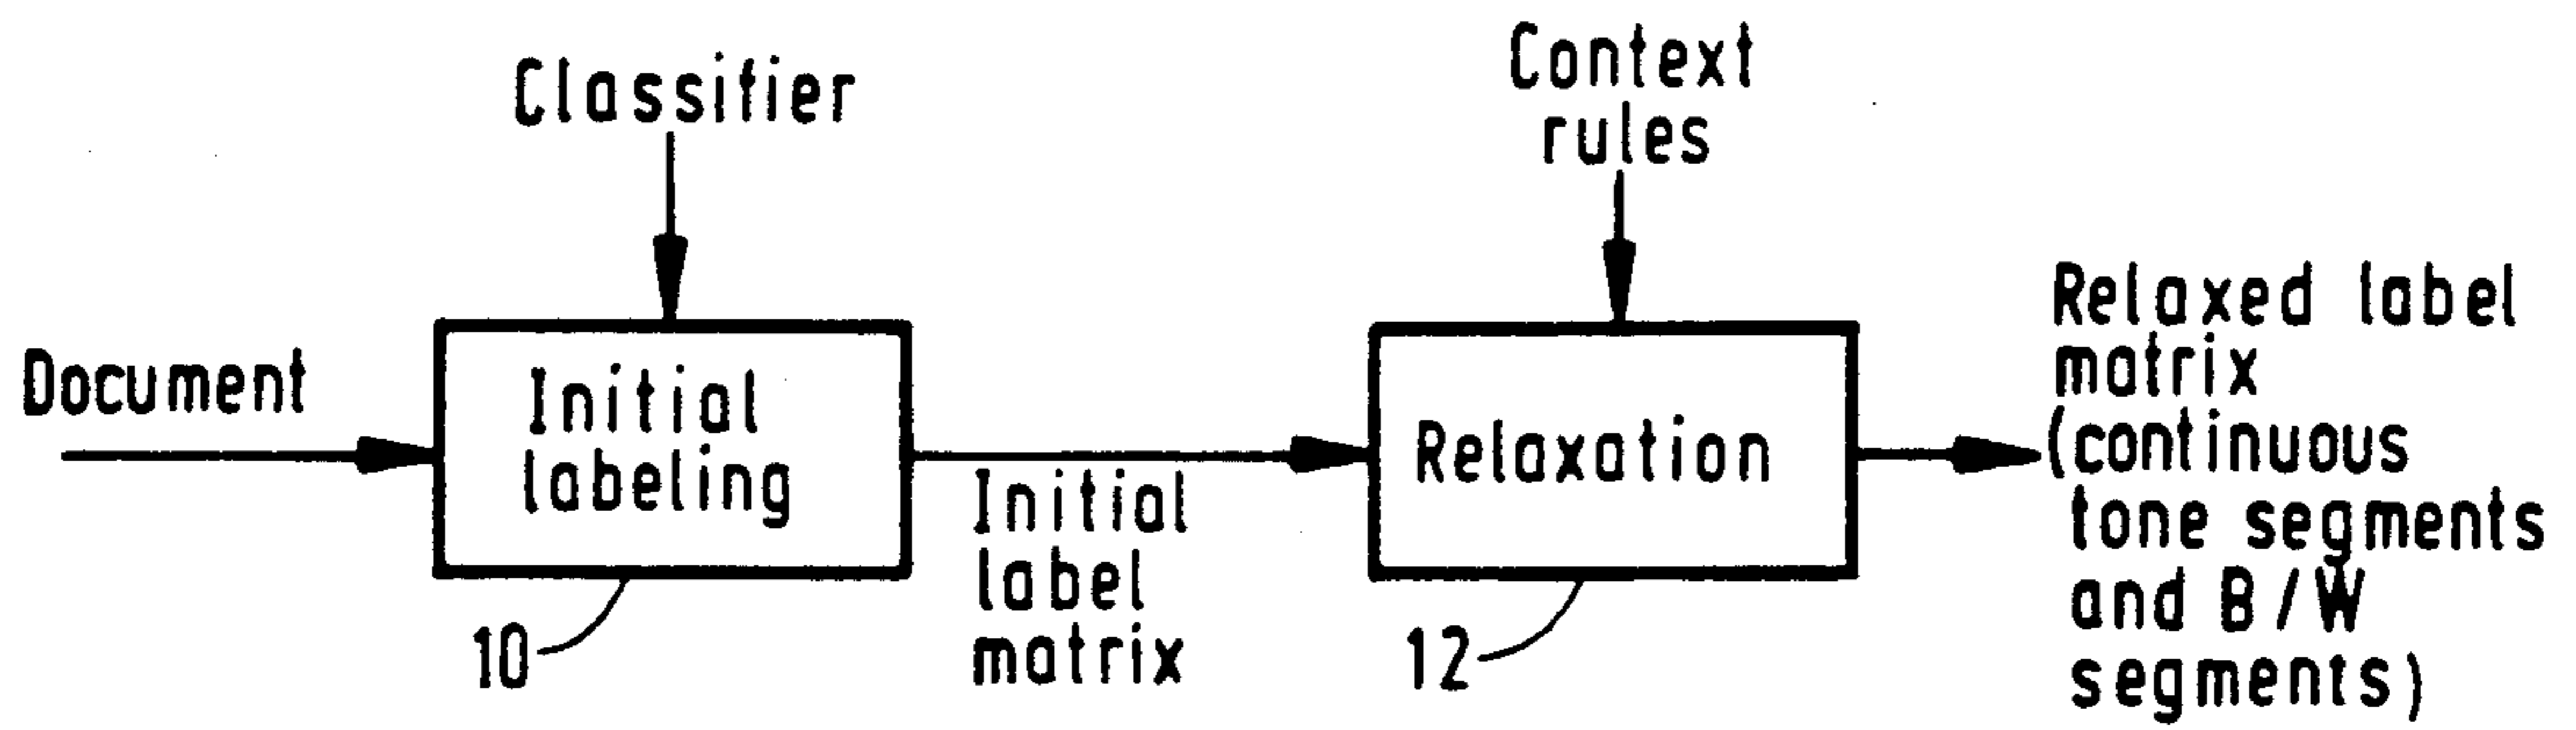 Classifier
Context
rules
Document
Initial
labeling
Initial
label
matrix
Relaxation
Relaxed label
matrix
(continuous
tone segments
and B/W
segments)
10
12